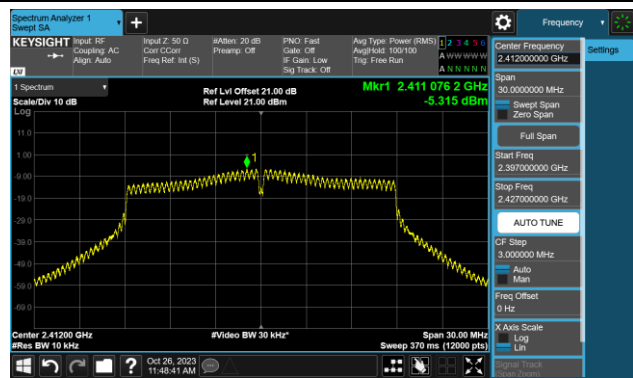 Spectrum Analyzer 1
Swept SA
+
Frequency
KEYSIGHT
Input: RF
Coupling: AC
Align: Auto
Input Z: 50 Ω
Corr CCorr
Freq Ref: Int (S)
#Atten: 20 dB
Preamp: Off
PNO: Fast
Gate: Off
IF Gain: Low
Sig Track: Off
Avg Type: Power (RMS)
Avg|Hold: 100/100
Trig: Free Run
1 2 3 4 5 6
A W W W W W
A N N N N N
LXI
1 Spectrum
Scale/Div 10 dB
Log
Ref Lvl Offset 21.00 dB
Ref Level 21.00 dBm
Mkr1 2.411 076 2 GHz
-5.315 dBm
11.0
1.00
-9.00
-19.0
-29.0
-39.0
-49.0
-59.0
-69.0
1
Center 2.41200 GHz
#Res BW 10 kHz
#Video BW 30 kHz*
Span 30.00 MHz
Sweep 370 ms (12000 pts)
Oct 26, 2023
11:48:41 AM
?
Center Frequency
2.412000000 GHz
Settings
Span
30.0000000 MHz
Swept Span
Zero Span
Full Span
Start Freq
2.397000000 GHz
Stop Freq
2.427000000 GHz
AUTO TUNE
CF Step
3.000000 MHz
Auto
Man
Freq Offset
0 Hz
X Axis Scale
Log
Lin
Signal Track
(Span Zoom)